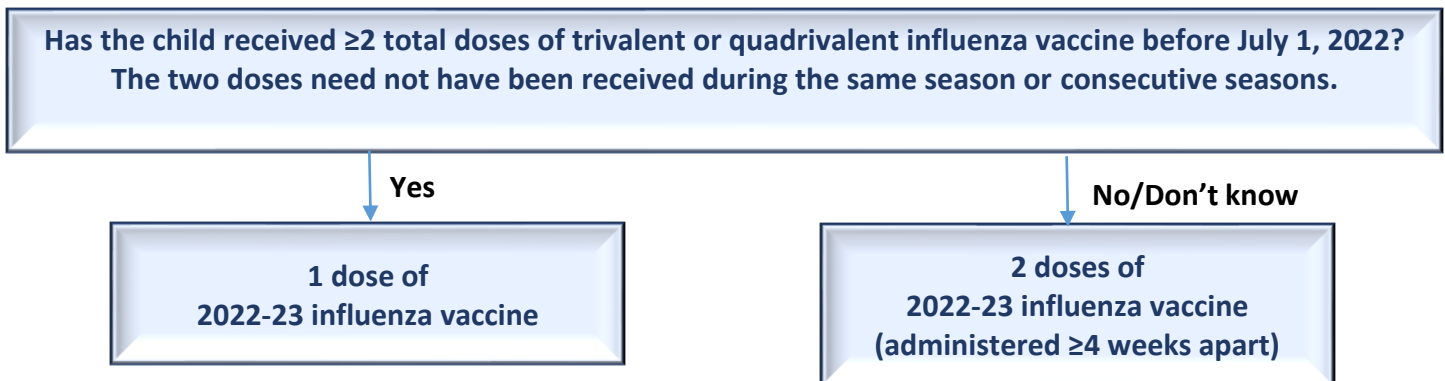 Has the child received ≥2 total doses of trivalent or quadrivalent influenza vaccine before July 1, 2022?
The two doses need not have been received during the same season or consecutive seasons.
Yes
No/Don’t know
1 dose of
2022-23 influenza vaccine
2 doses of
2022-23 influenza vaccine
(administered ≥4 weeks apart)